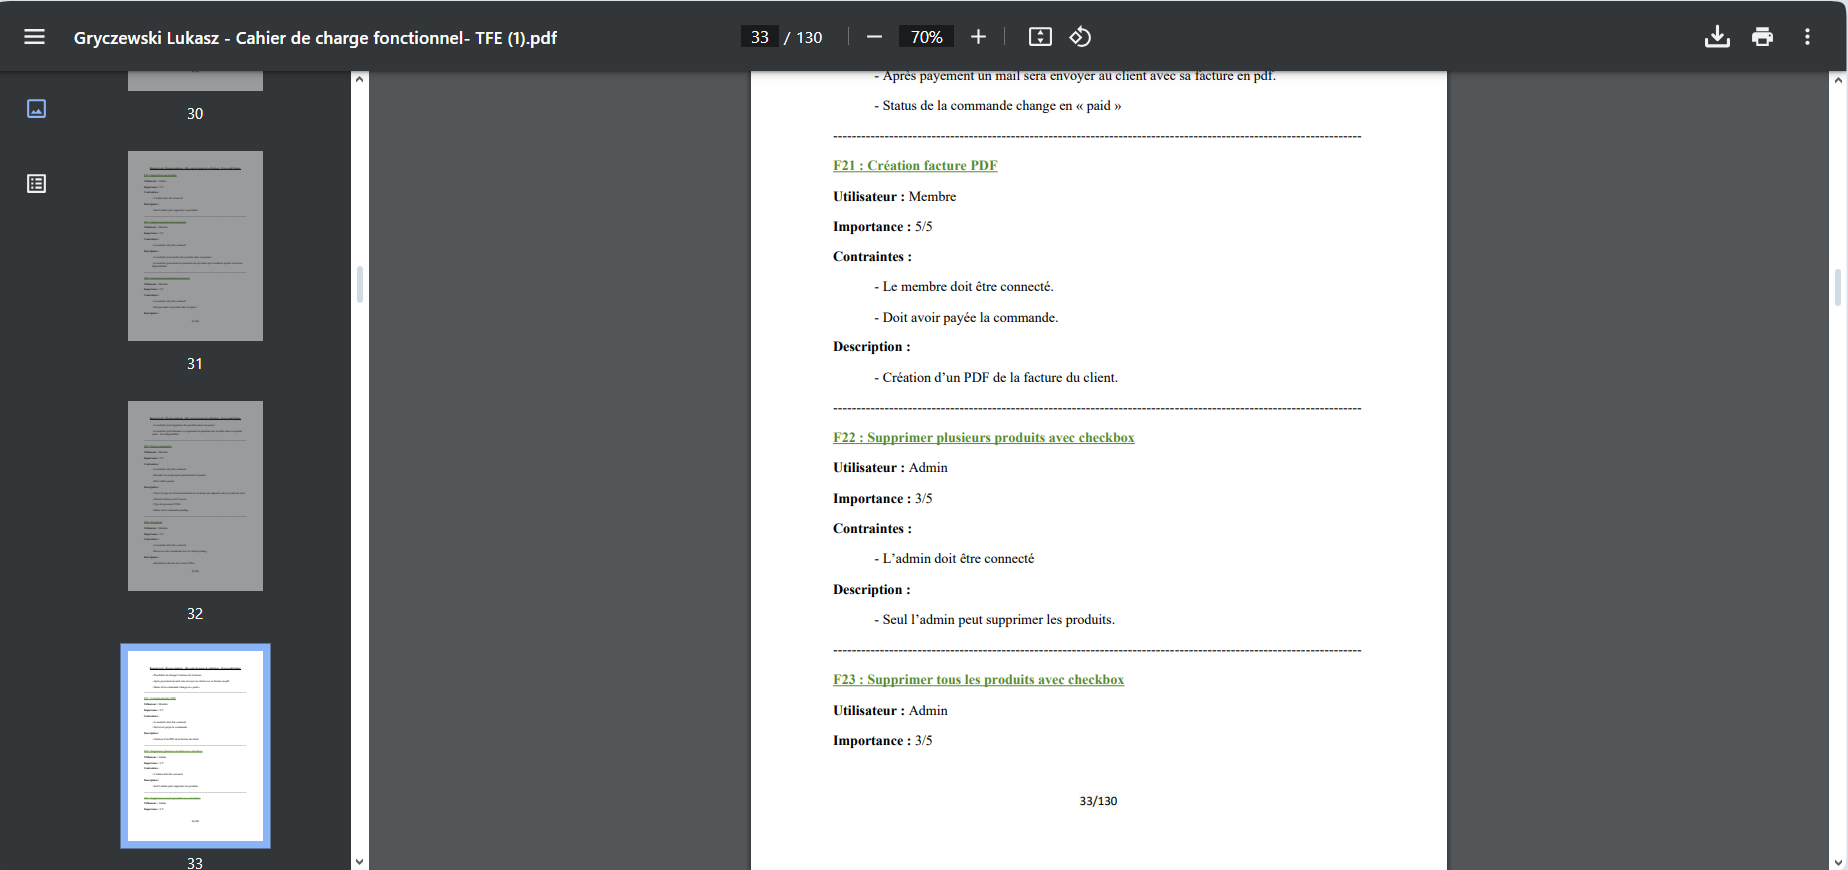 Gryczewski Lukasz - Cahier de charge fonctionnel- TFE (1).pdf
33 / 130
70%
30
31
32
33
- Après payement un mail sera envoyer au client avec sa facture en pdf.
- Status de la commande change en « paid »
F21 : Création facture PDF
Utilisateur : Membre
Importance : 5/5
Contraintes :
- Le membre doit être connecté.
- Doit avoir payée la commande.
Description :
- Création d’un PDF de la facture du client.
F22 : Supprimer plusieurs produits avec checkbox
Utilisateur : Admin
Importance : 3/5
Contraintes :
- L’admin doit être connecté
Description :
- Seul l’admin peut supprimer les produits.
F23 : Supprimer tous les produits avec checkbox
Utilisateur : Admin
Importance : 3/5
33/130